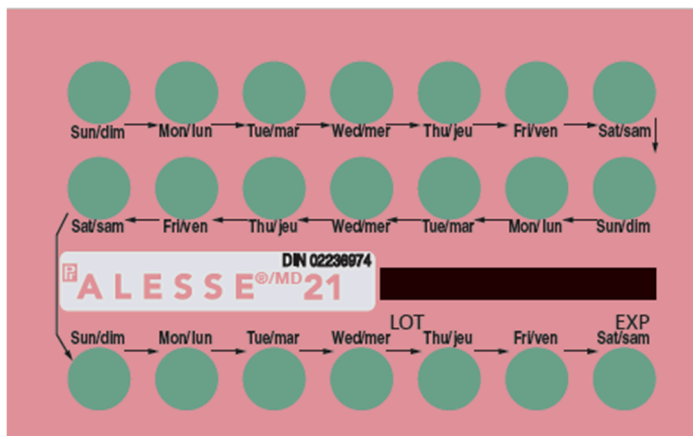 Sun/dim Mon/lun Tue/mar Wed/mer Thu/jeu Fri/ven Sat/sam
Sat/sam Fri/ven Thu/jeu Wed/mer Tue/mar Mon/lun Sun/dim
DIN 02236974
Pr ALESSE®/MD 21
LOT EXP
Sun/dim Mon/lun Tue/mar Wed/mer Thu/jeu Fri/ven Sat/sam